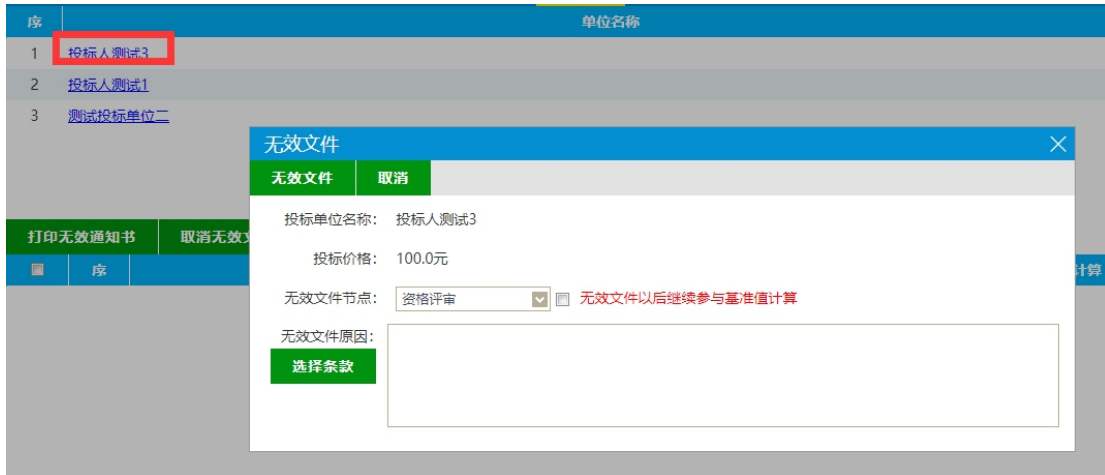 序 单位名称
1 投标人测试3
2 投标人测试1
3 测试投标单位二
无效文件
无效文件 取消
投标单位名称： 投标人测试3
打印无效通知书 取消无效文
投标价格： 100.0元
序 计算
无效文件节点： 资格评审 无效文件以后继续参与基准值计算
无效文件原因：
选择条款